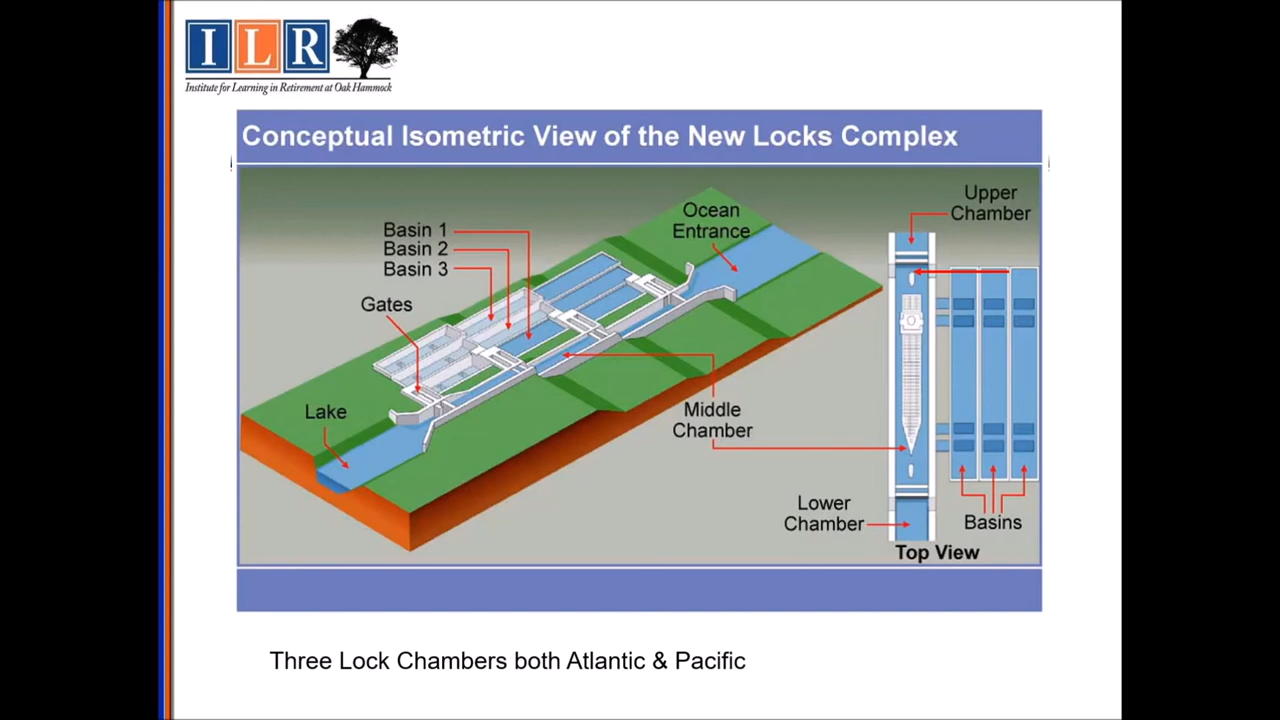 ILR
Institute for Learning in Retirement at Oak Hammock
Conceptual Isometric View of the New Locks Complex
Basin 1
Basin 2
Basin 3
Gates
Lake
Ocean
Entrance
Middle
Chamber
Upper
Chamber
Lower
Chamber
Basins
Top View
Three Lock Chambers both Atlantic & Pacific